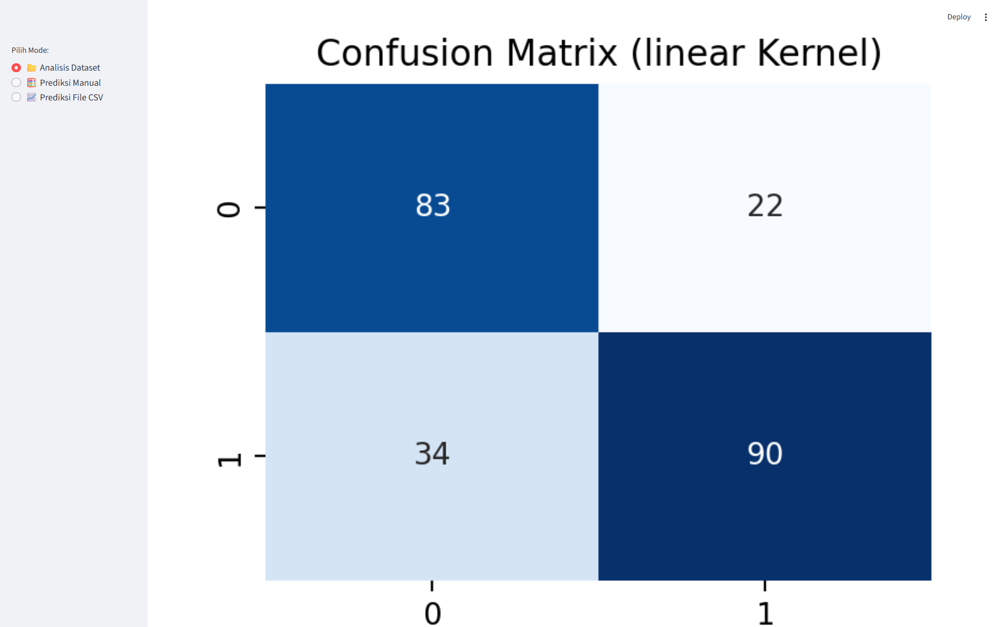 Deploy
Pilih Mode:
Analisis Dataset
Prediksi Manual
Prediksi File CSV
Confusion Matrix (linear Kernel)
0
83
22
1
34
90
0
1